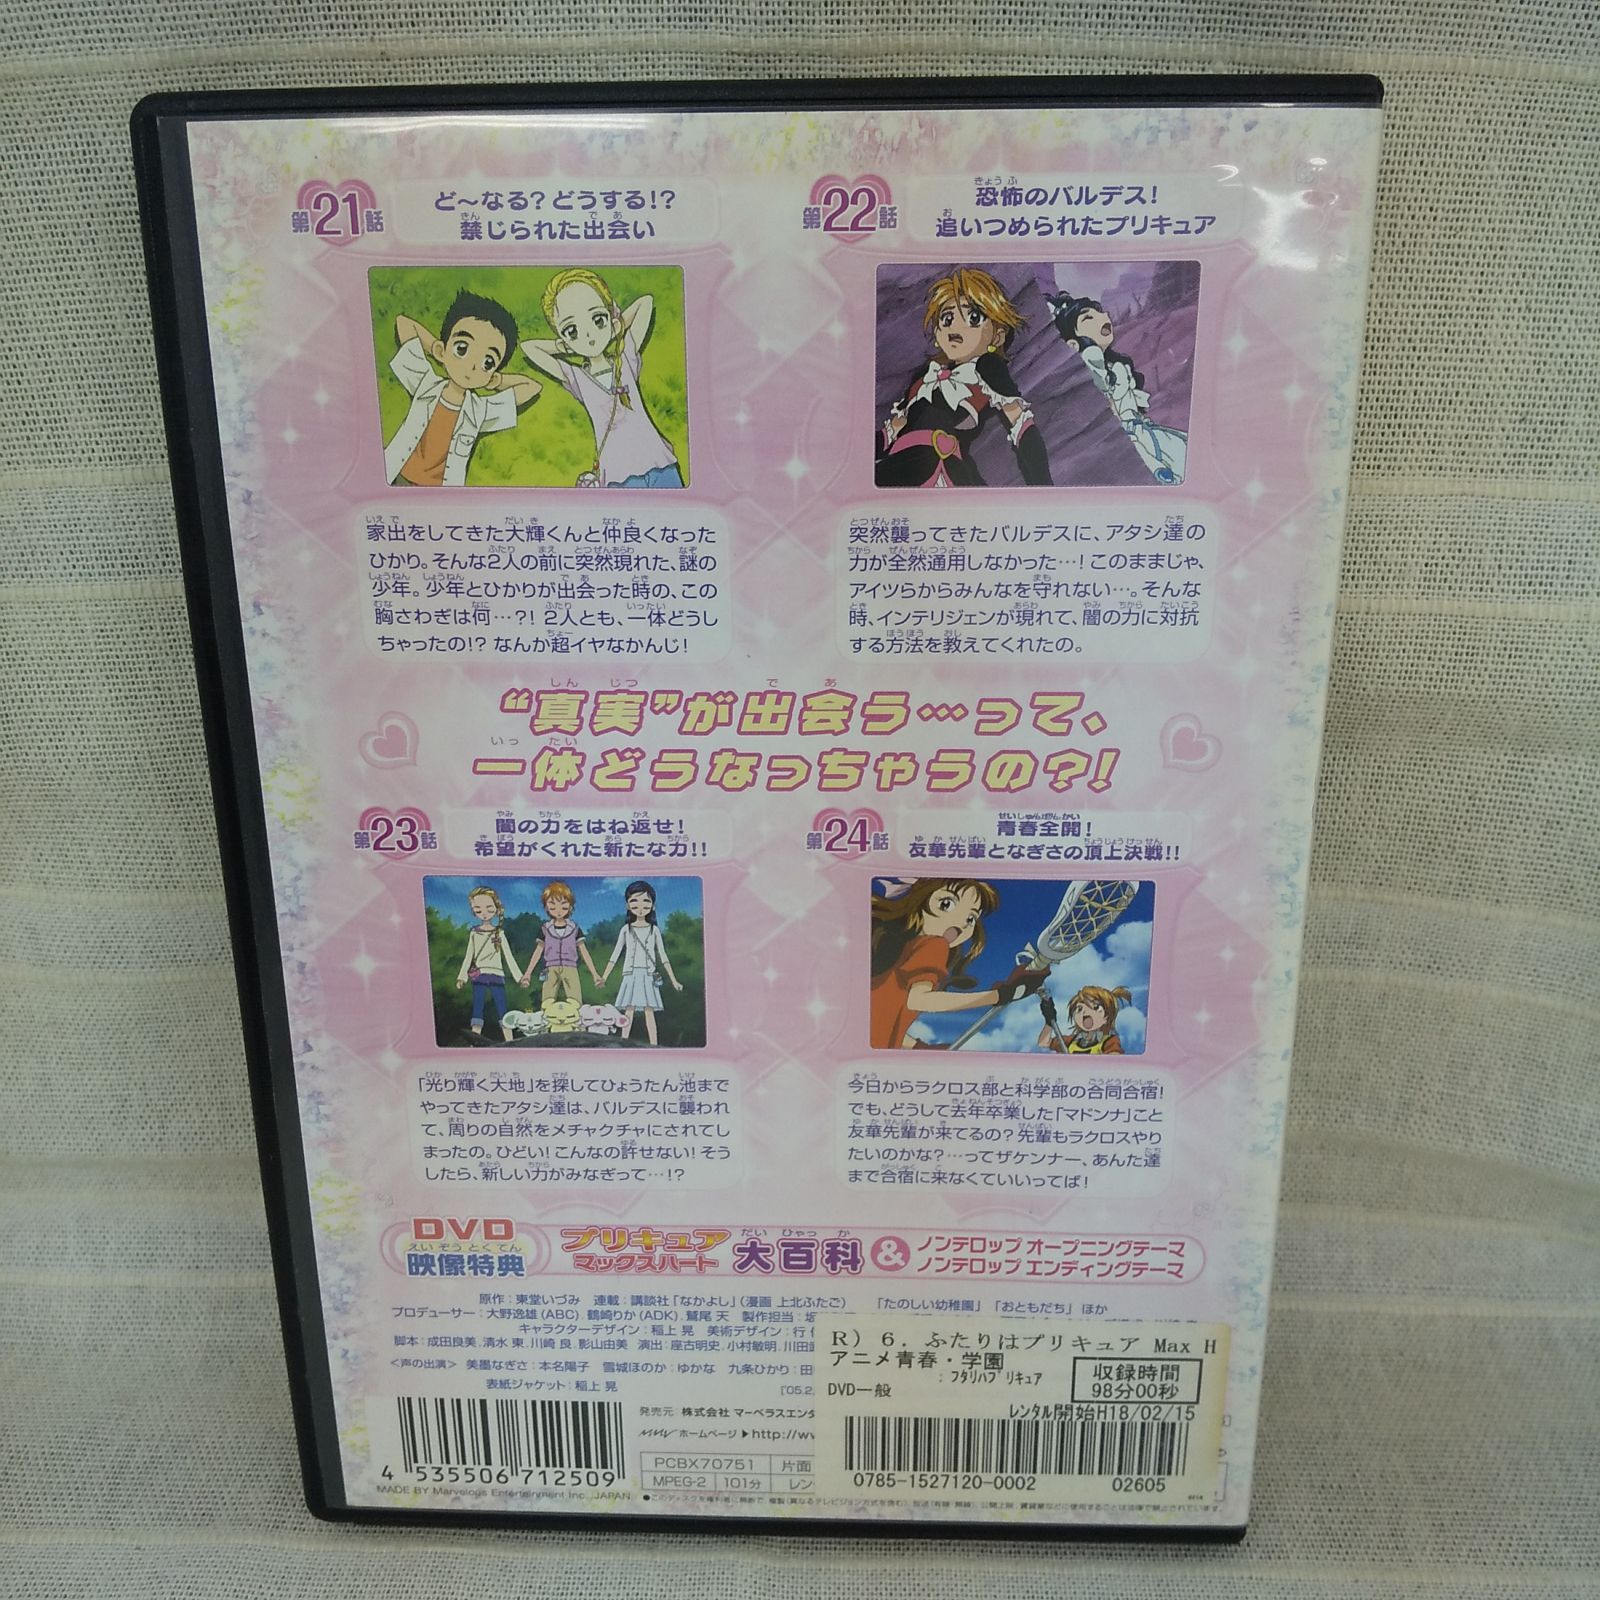 第21話
ど～なる?どうする!?
禁じられた出会い
第22話
恐怖のバルデス!
追いつめられたプリキュア
家出をしてきた大輝くんと仲良くなった
ひかり。そんな2人の前に突然現れた、謎の
少年。少年とひかりが出会った時の、この
胸さわぎは何…?! 2人とも、一体どうし
ちゃったの!? なんか超イヤなかんじ!
突然襲ってきたバルデスに、アタシ達の
力が全然通用しなかった…!このままじゃ、
アイツらからみんなを守れない…。そんな
時、インテリジェンが現れて、闇の力に対抗
する方法を教えてくれたの。
“真実”が出会う…って、
一体どうなっちゃうの?!
第23話
闇の力をはね返せ!
希望がくれた新たな力!!
第24話
青春全開!
友華先輩となぎさの頂上決戦!!
「光り輝く大地」を探してひょうたん池まで
やってきたアタシ達は、バルデスに襲われ
て、周りの自然をメチャクチャにされてし
まったの。ひどい!こんなの許せない!そう
したら、新しい力がみなぎって…!?
今日からラクロス部と科学部の合同合宿!
でも、どうして去年卒業した「マドンナ」こと
友華先輩が来てるの?先輩もラクロスやり
たいのかな?…ってザケンナー、あんた達
まで合宿に来なくていいってば!
DVD
映像特典
プリキュア
マックスハート
大百科
&
ノンテロップ オープニングテーマ
ノンテロップ エンディングテーマ
原作:東堂いづみ 連載:講談社「なかよし」(漫画 上北ふたご) 「たのしい幼稚園」「おともだち」ほか
プロデューサー:大野逸雄(ABC) 鶴崎りか(ADK) 鷲尾 天 製作担当:
キャラクターデザイン:稲上 晃 美術デザイン:行
脚本:成田良美.清水 東.川崎 良.影山由美 演出:座古明史.小村敏明.川田
<声の出演> 美墨なぎさ:本名陽子 雪城ほのか:ゆかな 九条ひかり:田
表紙ジャケット:稲上 晃
['05.2.
発売元: 株式会社 マーベラスエンタ
MMV ホームページ▶http://ww
PCBX70751 片面
MPEG-2 101分 レン
4 535506 712509
MADE BY Marvelous Entertainment Inc. JAPAN.
R) 6. ふたりはプリキュア Max H
アニメ青春・学園
:フタリハプリキュア
DVD一般
収録時間
98分00秒
レンタル開始H18/02/15
0785-1527120-0002
02605